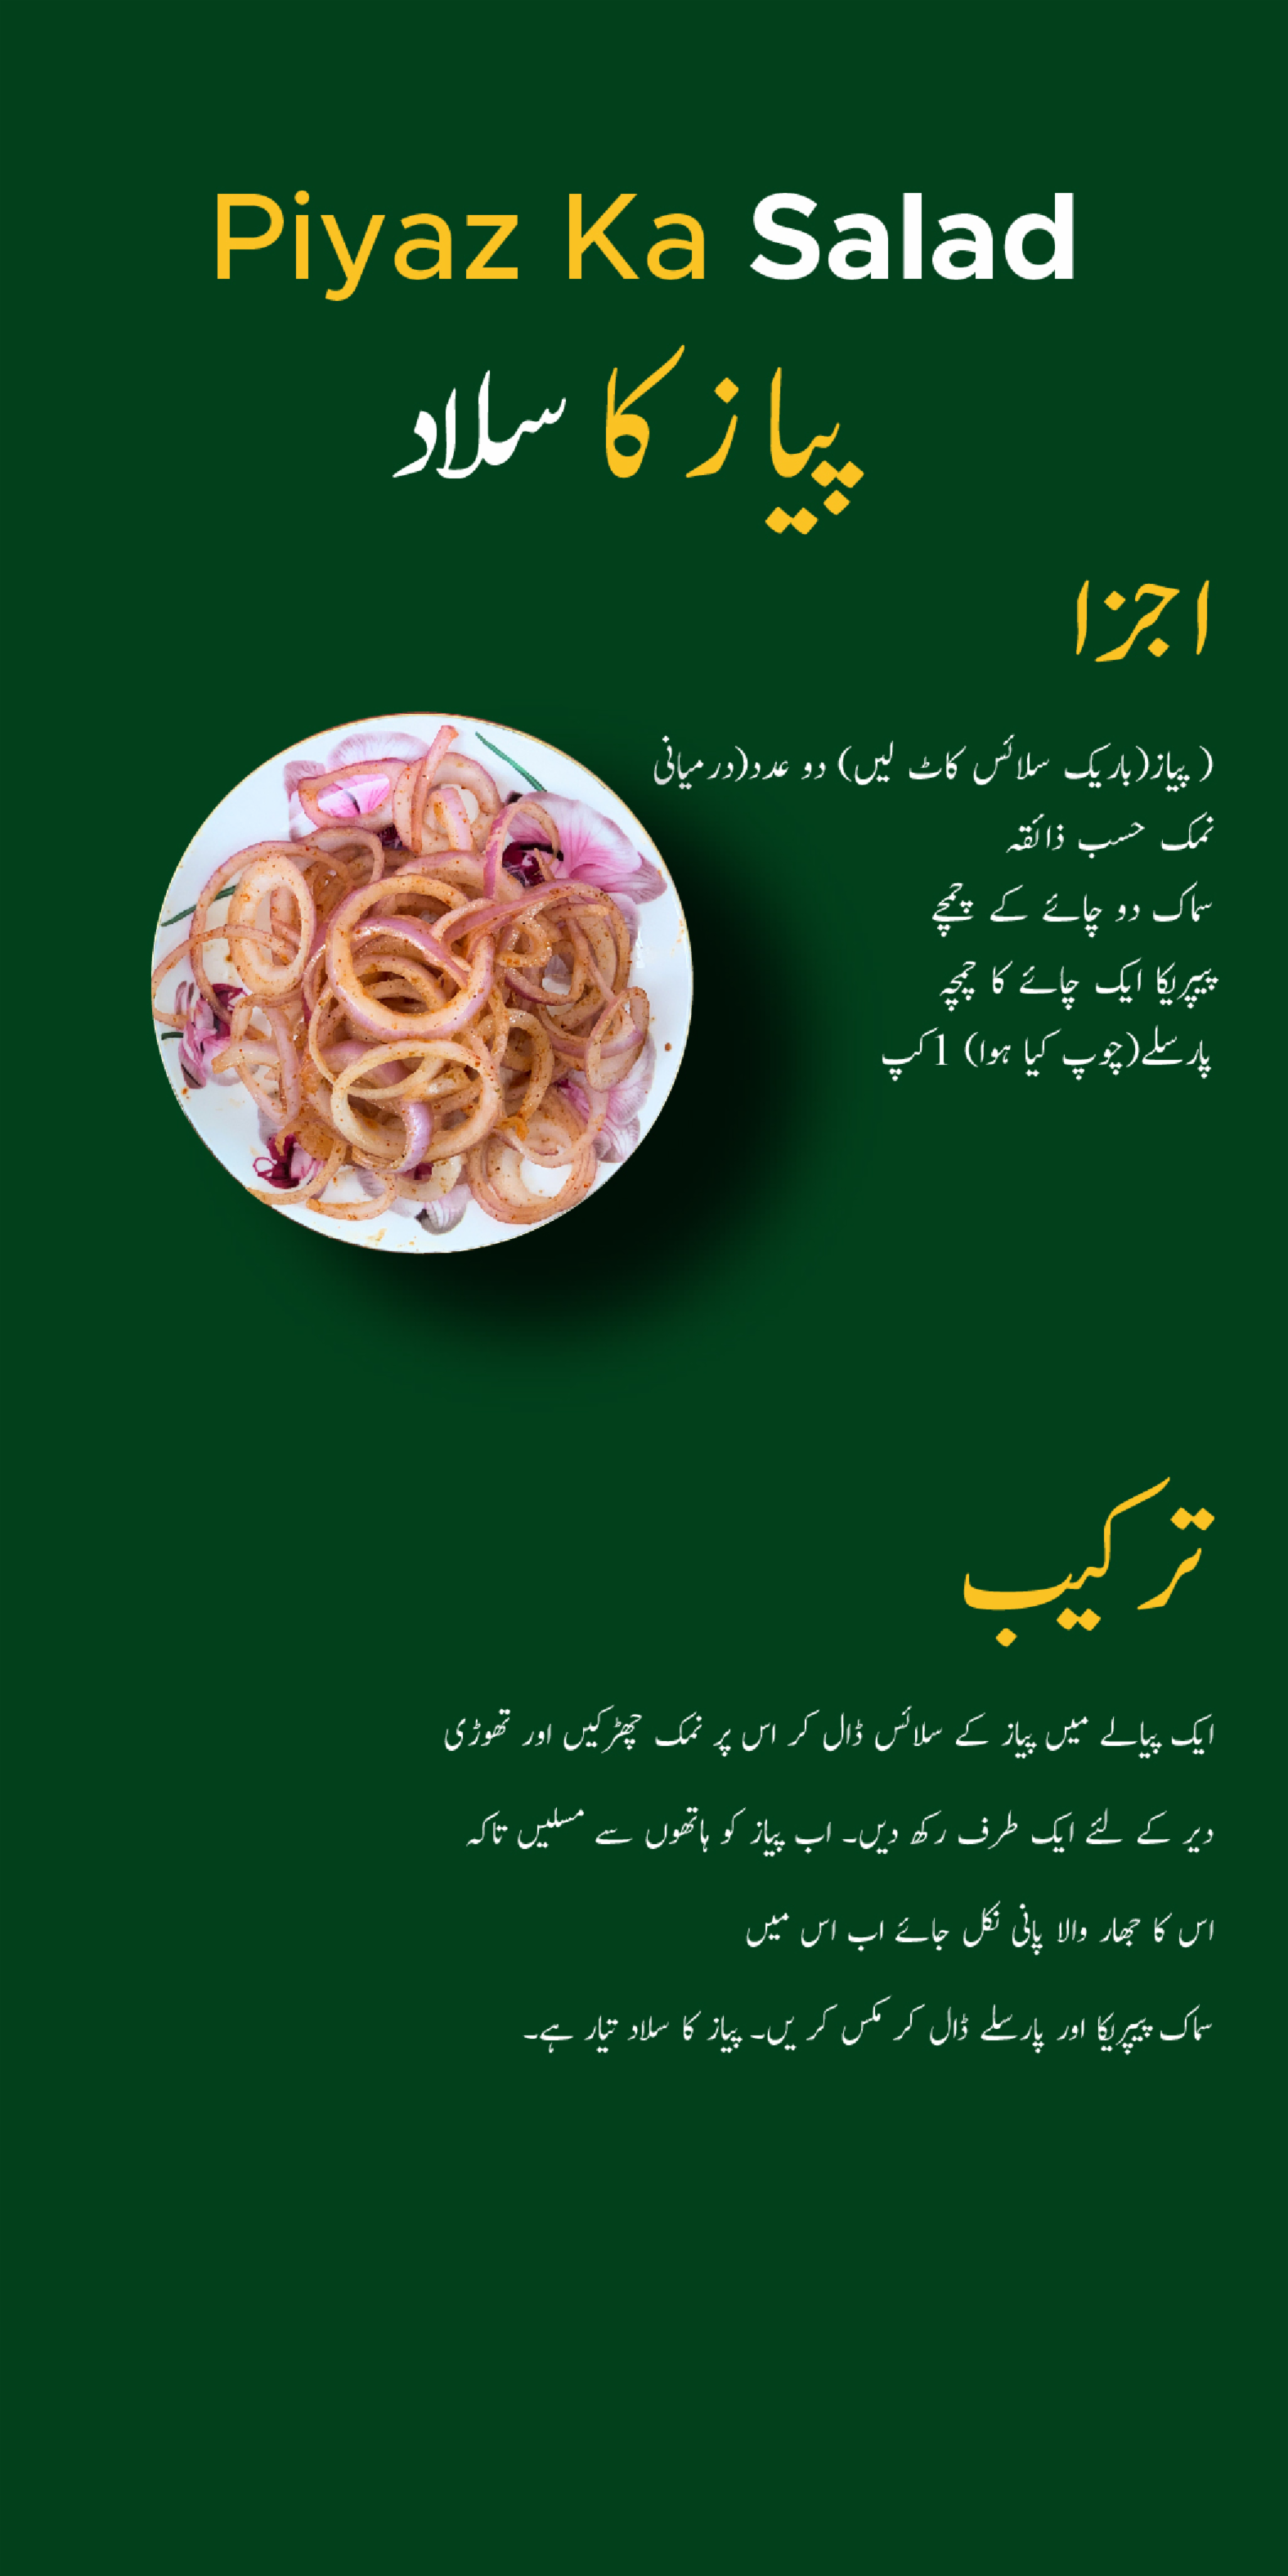 Piyaz Ka Salad
پیاز کا سلاد
اجزا
( پیاز(باریک سلائس کاٹ لیں) دو عدد(درمیانی
نمک حسب ذائقہ
سماک دو چائے کے چمچے
پیپریکا ایک چائے کا چمچہ
پارسلے(چوپ کیا ہوا) 1کپ
ترکیب
ایک پیالے میں پیاز کے سلائس ڈال کر اس پر نمک چھڑکیں اور تھوڑی
دیر کے لئے ایک طرف رکھ دیں۔ اب پیاز کو ہاتھوں سے مسلیں تاکہ
اس کا جھار والا پانی نکل جائے اب اس میں
سماک پیپریکا اور پارسلے ڈال کر مکس کر یں۔ پیاز کا سلاد تیار ہے۔